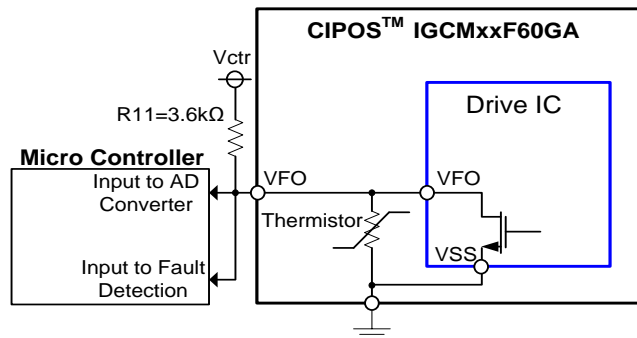 CIPOS™ IGCMxxF60GA
Vctr
Drive IC
R11=3.6kΩ
Micro Controller
Input to AD
Converter
VFO
VFO
Thermistor
VSS
Input to Fault
Detection